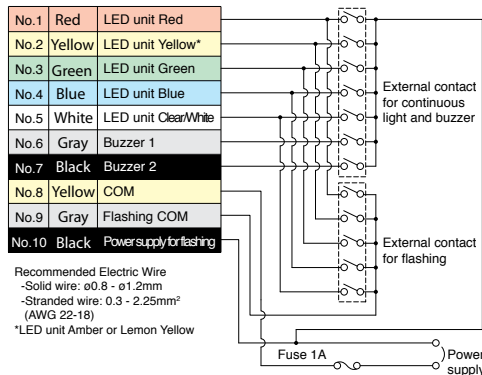 No.1 Red LED unit Red
No.2 Yellow LED unit Yellow*
No.3 Green LED unit Green
No.4 Blue LED unit Blue
No.5 White LED unit Clear/White
No.6 Gray Buzzer 1
No.7 Black Buzzer 2
No.8 Yellow COM
No.9 Gray Flashing COM
No.10 Black Power supply for flashing
External contact
for continuous
light and buzzer
External contact
for flashing
Recommended Electric Wire
-Solid wire: ø0.8 - ø1.2mm
-Stranded wire: 0.3 - 2.25mm²
(AWG 22-18)
*LED unit Amber or Lemon Yellow
Fuse 1A
Power
supply